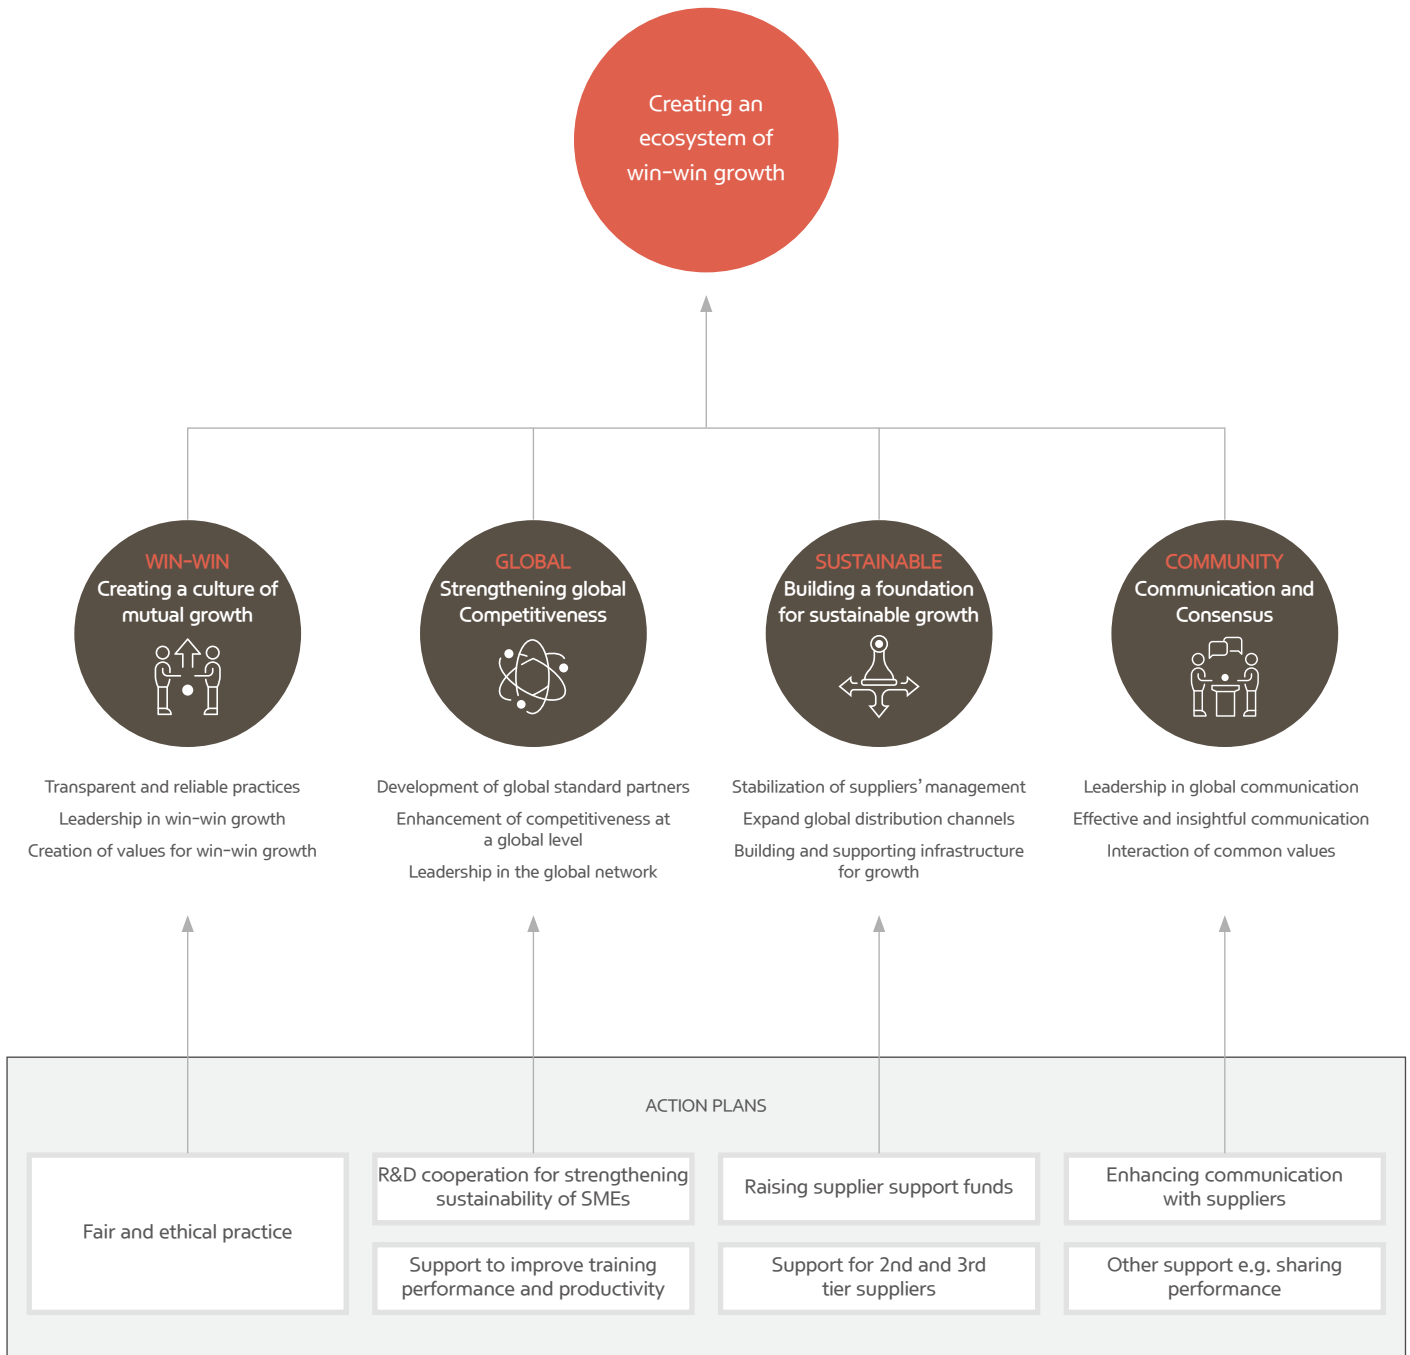 Creating an
ecosystem of
win-win growth
WIN-WIN
Creating a culture of
mutual growth
GLOBAL
Strengthening global
Competitiveness
SUSTAINABLE
Building a foundation
for sustainable growth
COMMUNITY
Communication and
Consensus
Transparent and reliable practices
Leadership in win-win growth
Creation of values for win-win growth
Development of global standard partners
Enhancement of competitiveness at
a global level
Leadership in the global network
Stabilization of suppliers’ management
Expand global distribution channels
Building and supporting infrastructure
for growth
Leadership in global communication
Effective and insightful communication
Interaction of common values
ACTION PLANS
Fair and ethical practice
R&D cooperation for strengthening
sustainability of SMEs
Support to improve training
performance and productivity
Raising supplier support funds
Support for 2nd and 3rd
tier suppliers
Enhancing communication
with suppliers
Other support e.g. sharing
performance